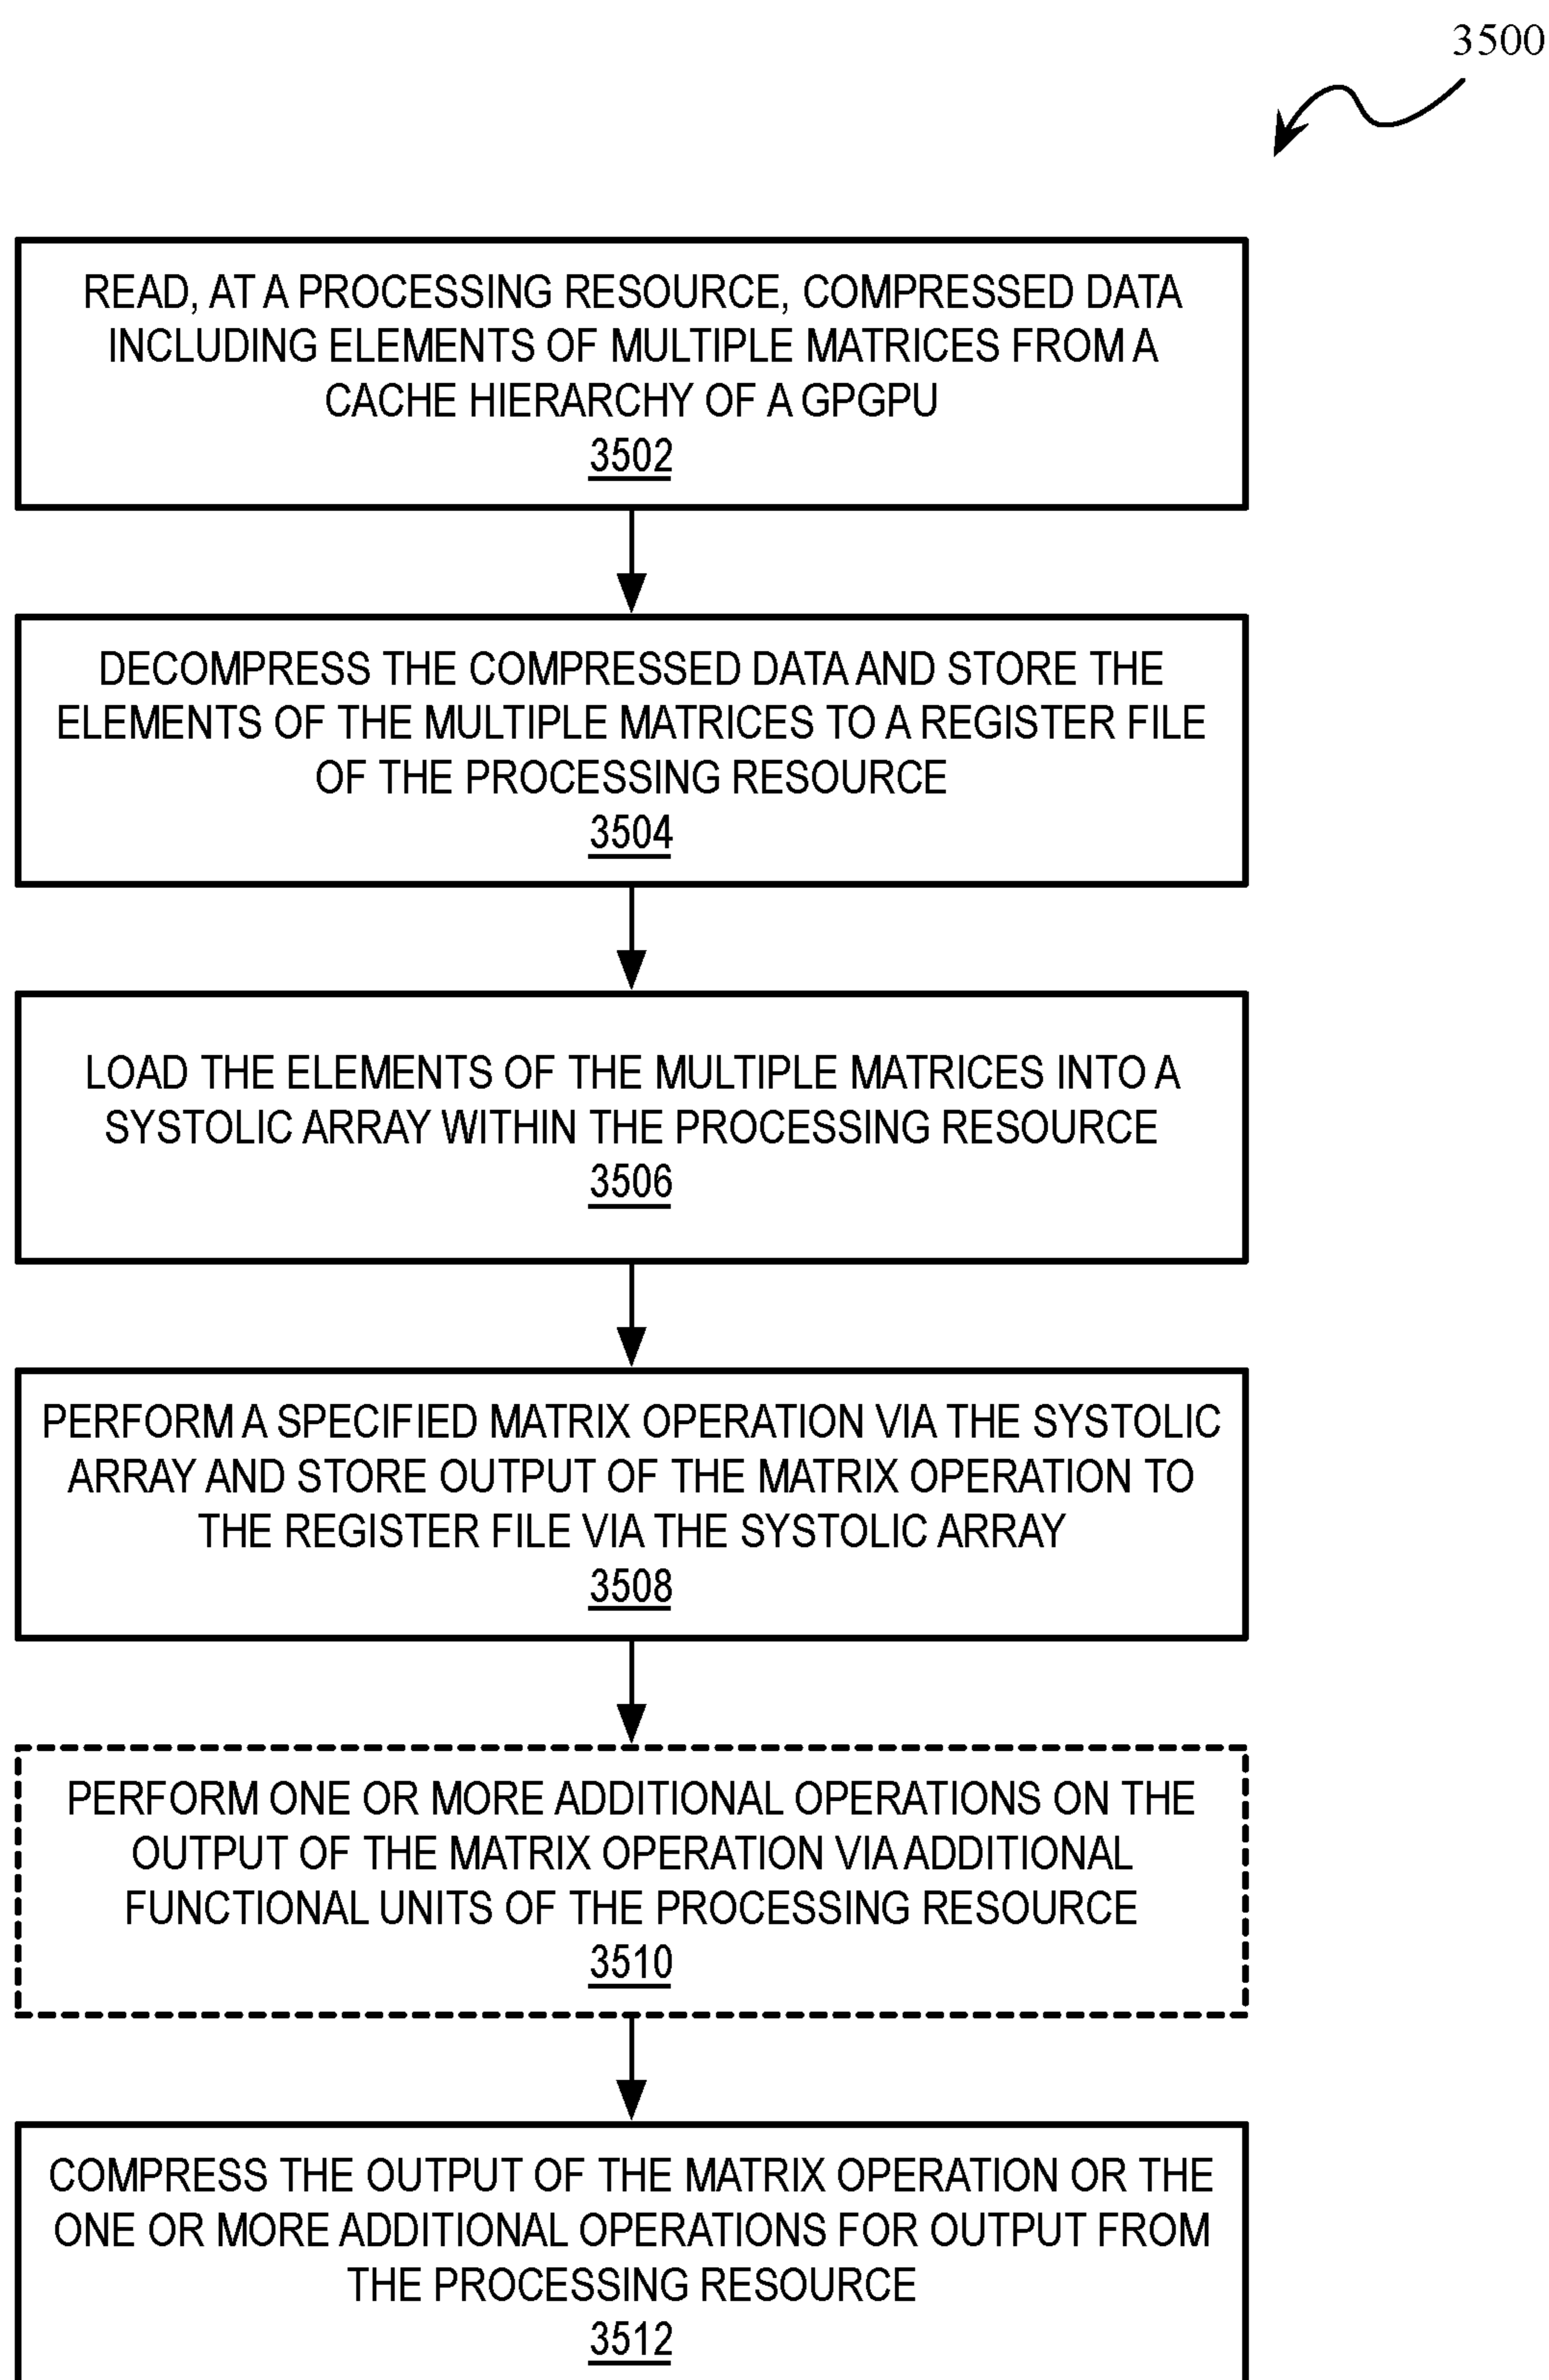 3500
READ, AT A PROCESSING RESOURCE, COMPRESSED DATA
INCLUDING ELEMENTS OF MULTIPLE MATRICES FROM A
CACHE HIERARCHY OF A GPGPU
3502
DECOMPRESS THE COMPRESSED DATA AND STORE THE
ELEMENTS OF THE MULTIPLE MATRICES TO A REGISTER FILE
OF THE PROCESSING RESOURCE
3504
LOAD THE ELEMENTS OF THE MULTIPLE MATRICES INTO A
SYSTOLIC ARRAY WITHIN THE PROCESSING RESOURCE
3506
PERFORM A SPECIFIED MATRIX OPERATION VIA THE SYSTOLIC
ARRAY AND STORE OUTPUT OF THE MATRIX OPERATION TO
THE REGISTER FILE VIA THE SYSTOLIC ARRAY
3508
PERFORM ONE OR MORE ADDITIONAL OPERATIONS ON THE
OUTPUT OF THE MATRIX OPERATION VIA ADDITIONAL
FUNCTIONAL UNITS OF THE PROCESSING RESOURCE
3510
COMPRESS THE OUTPUT OF THE MATRIX OPERATION OR THE
ONE OR MORE ADDITIONAL OPERATIONS FOR OUTPUT FROM
THE PROCESSING RESOURCE
3512